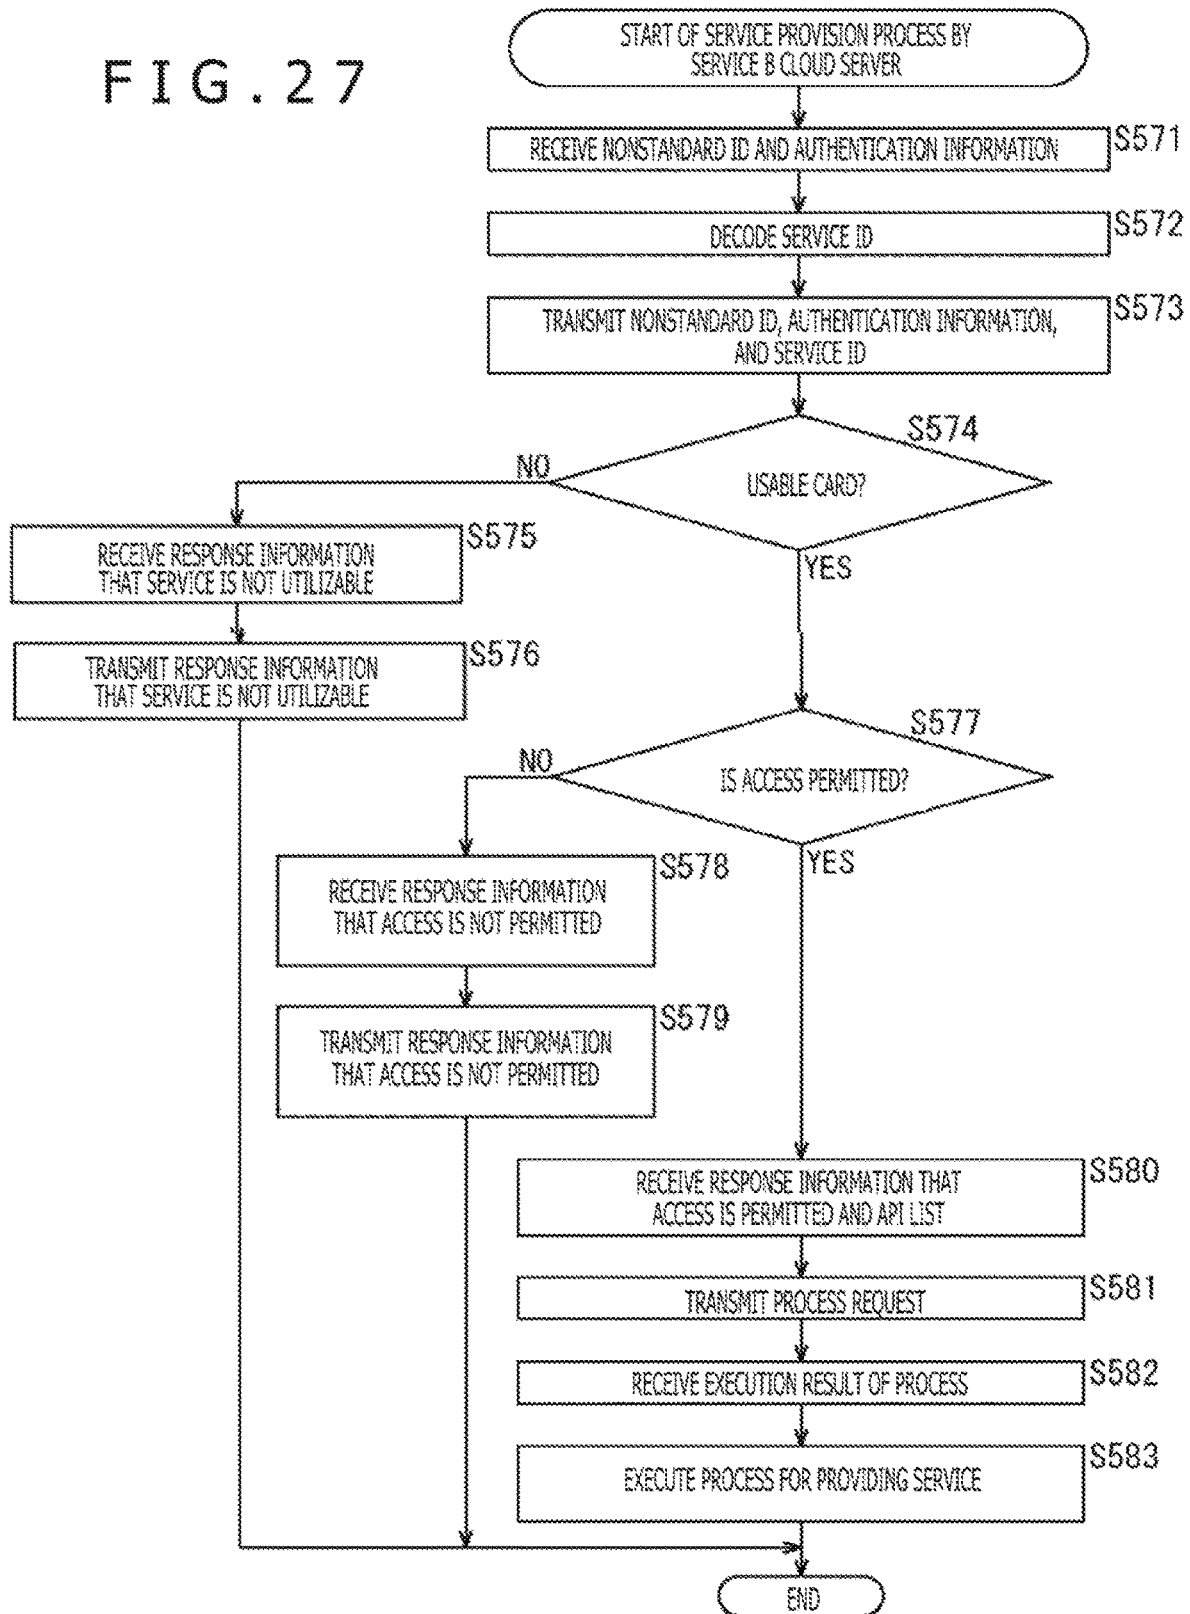 FIG.27
START OF SERVICE PROVISION PROCESS BY
SERVICE B CLOUD SERVER
RECEIVE NONSTANDARD ID AND AUTHENTICATION INFORMATION
S571
DECODE SERVICE ID
S572
TRANSMIT NONSTANDARD ID, AUTHENTICATION INFORMATION,
AND SERVICE ID
S573
S574
USABLE CARD?
NO
YES
RECEIVE RESPONSE INFORMATION
THAT SERVICE IS NOT UTILIZABLE
S575
TRANSMIT RESPONSE INFORMATION
THAT SERVICE IS NOT UTILIZABLE
S576
S577
IS ACCESS PERMITTED?
NO
YES
RECEIVE RESPONSE INFORMATION
THAT ACCESS IS NOT PERMITTED
S578
TRANSMIT RESPONSE INFORMATION
THAT ACCESS IS NOT PERMITTED
S579
RECEIVE RESPONSE INFORMATION THAT
ACCESS IS PERMITTED AND API LIST
S580
TRANSMIT PROCESS REQUEST
S581
RECEIVE EXECUTION RESULT OF PROCESS
S582
EXECUTE PROCESS FOR PROVIDING SERVICE
S583
END